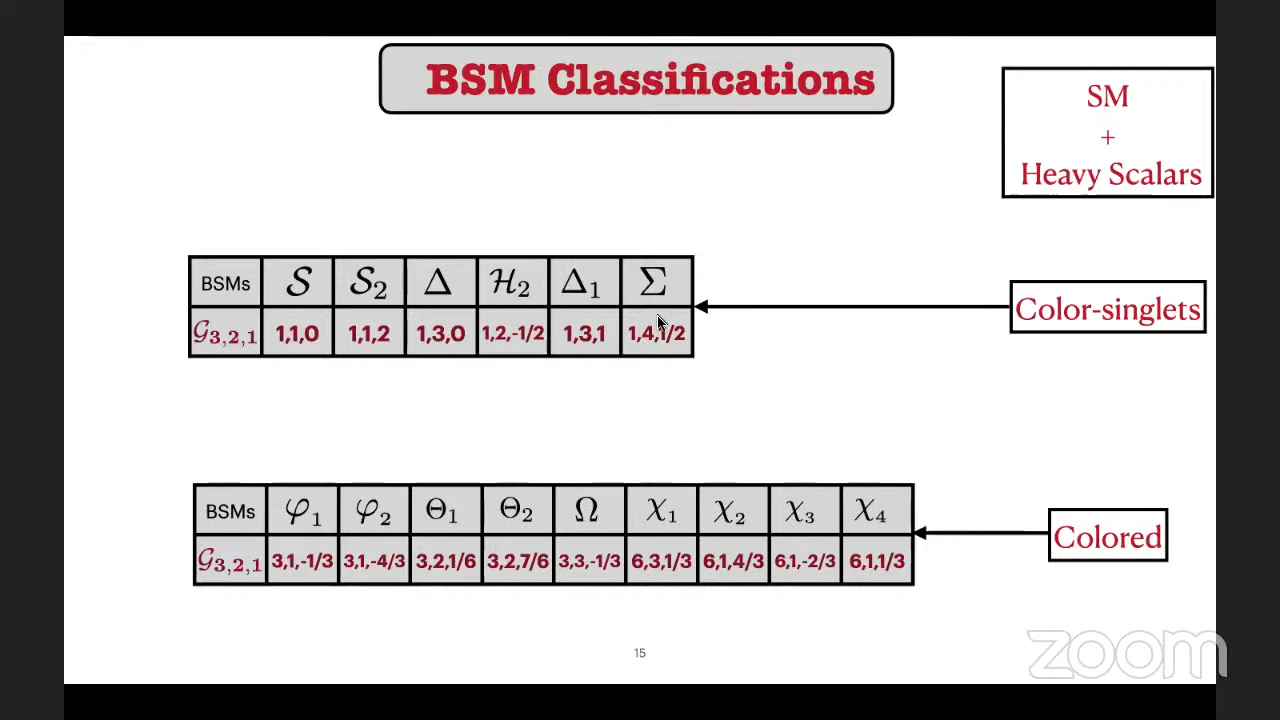 BSM Classifications
SM
+
Heavy Scalars
BSMs 𝒮 𝒮₂ Δ ℋ₂ Δ₁ Σ
𝒢₃,₂,₁ 1,1,0 1,1,2 1,3,0 1,2,-1/2 1,3,1 1,4,1/2
Color-singlets
BSMs φ₁ φ₂ Θ₁ Θ₂ Ω χ₁ χ₂ χ₃ χ₄
𝒢₃,₂,₁ 3,1,-1/3 3,1,-4/3 3,2,1/6 3,2,7/6 3,3,-1/3 6,3,1/3 6,1,4/3 6,1,-2/3 6,1,1/3
Colored
15
zoom